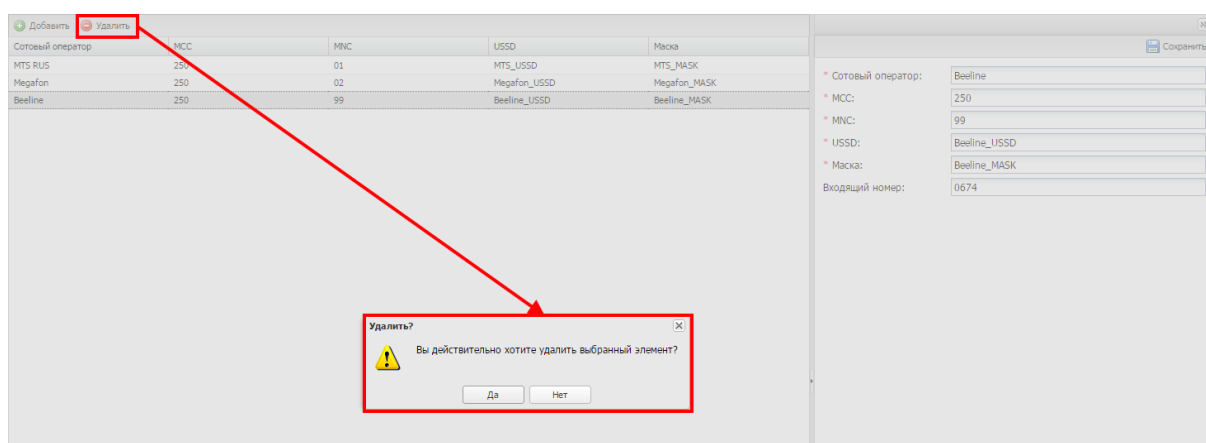 Добавить Удалить
Сотовый оператор MCC MNC USSD Маска
MTS RUS 250 01 MTS_USSD MTS_MASK
Megafon 250 02 Megafon_USSD Megafon_MASK
Beeline 250 99 Beeline_USSD Beeline_MASK
Сохранить
* Сотовый оператор: Beeline
* MCC: 250
* MNC: 99
* USSD: Beeline_USSD
* Маска: Beeline_MASK
Входящий номер: 0674
Удалить?
Вы действительно хотите удалить выбранный элемент?
Да Нет